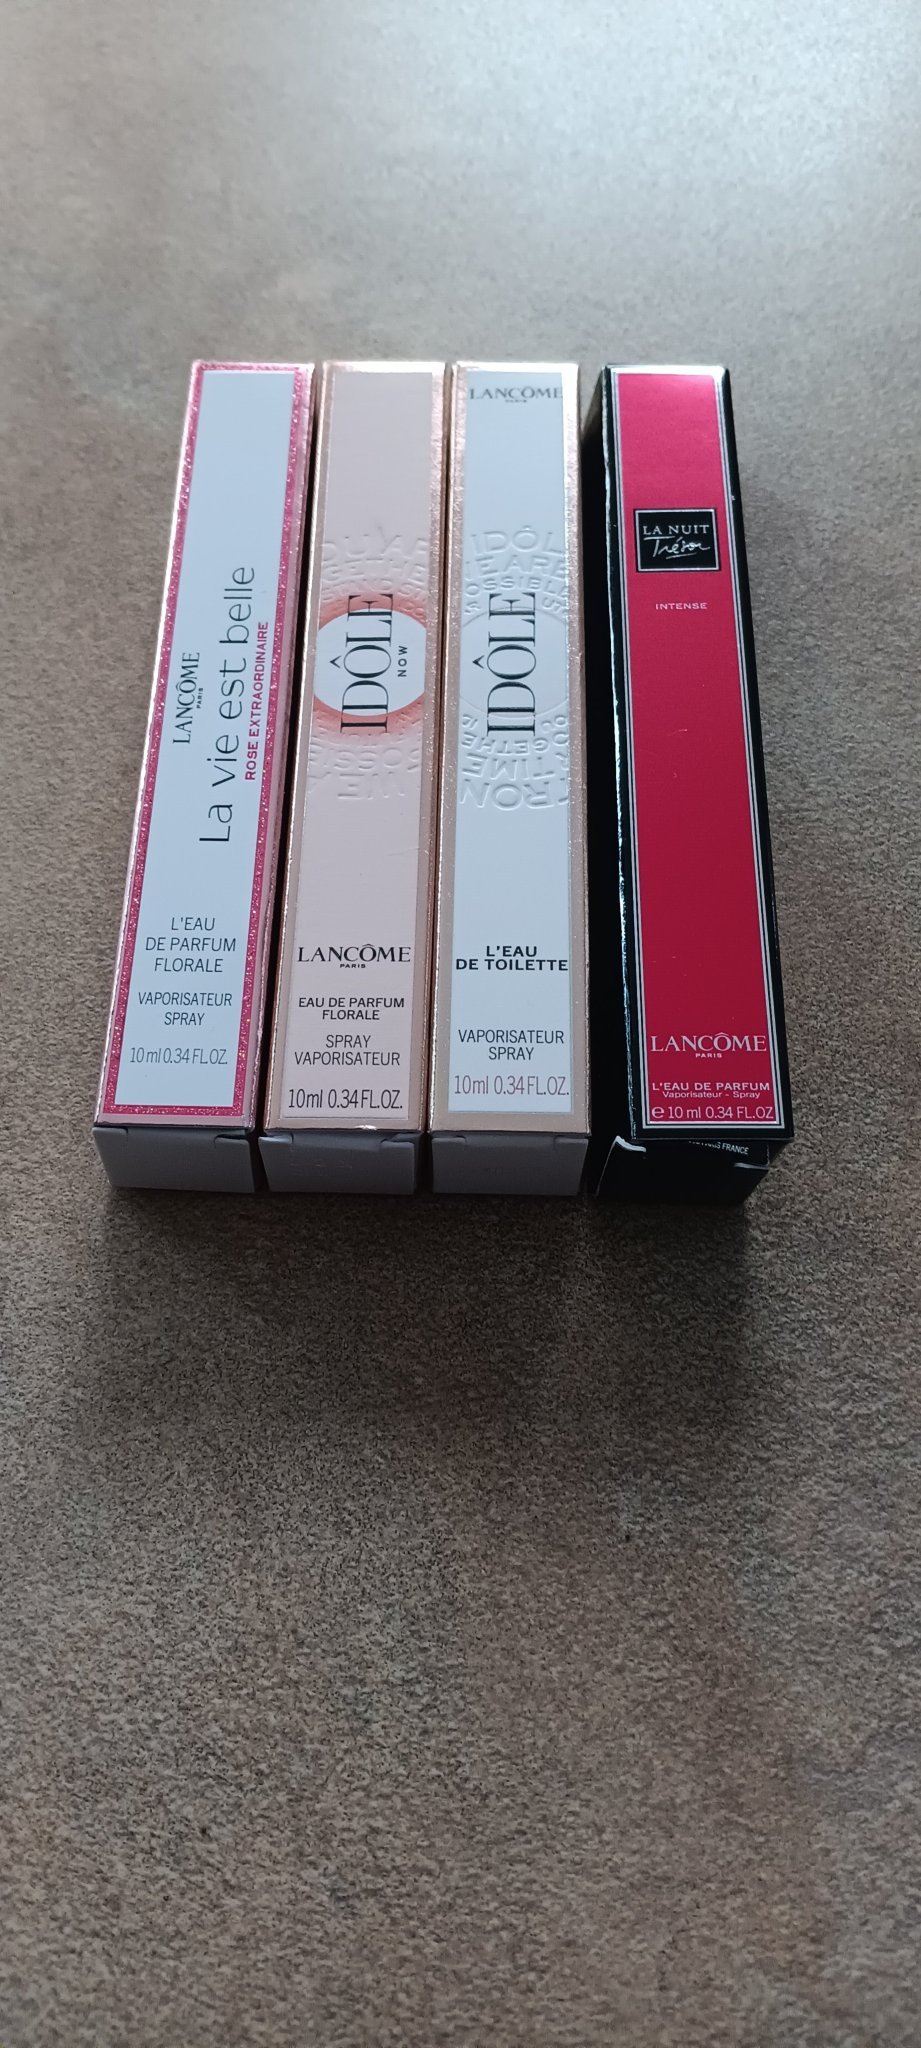 LANCÔME
PARIS
La vie est belle
ROSE EXTRAORDINAIRE
L'EAU
DE PARFUM
FLORALE
VAPORISATEUR
SPRAY
10 ml 0.34 FL.OZ.
IDÔLE
NOW
LANCÔME
PARIS
EAU DE PARFUM
FLORALE
SPRAY
VAPORISATEUR
10ml 0.34 FL.OZ.
LANCÔME
PARIS
IDÔLE
TIME
L'EAU
DE TOILETTE
VAPORISATEUR
SPRAY
10ml 0.34 FL.OZ.
LA NUIT
Trésor
INTENSE
LANCÔME
PARIS
L'EAU DE PARFUM
Vaporisateur - Spray
e 10 ml 0.34 FL.OZ
FRANCE